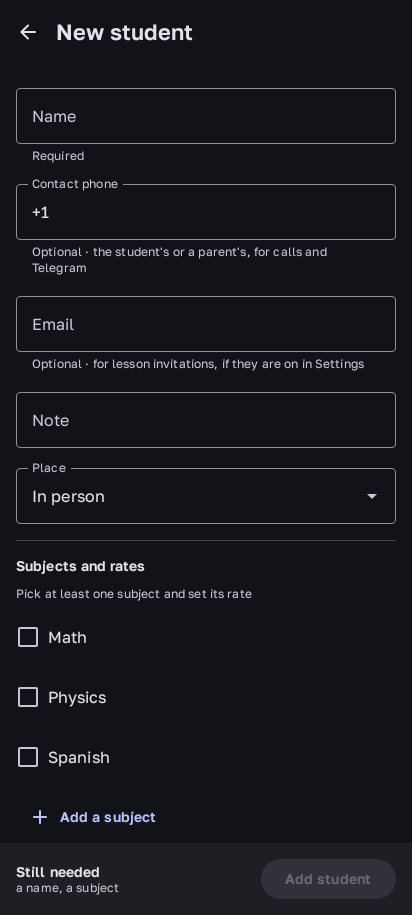 New student
Name
Required
Contact phone
+1
Optional · the student's or a parent's, for calls and
Telegram
Email
Optional · for lesson invitations, if they are on in Settings
Note
Place
In person
Subjects and rates
Pick at least one subject and set its rate
Math
Physics
Spanish
Add a subject
Still needed
a name, a subject
Add student